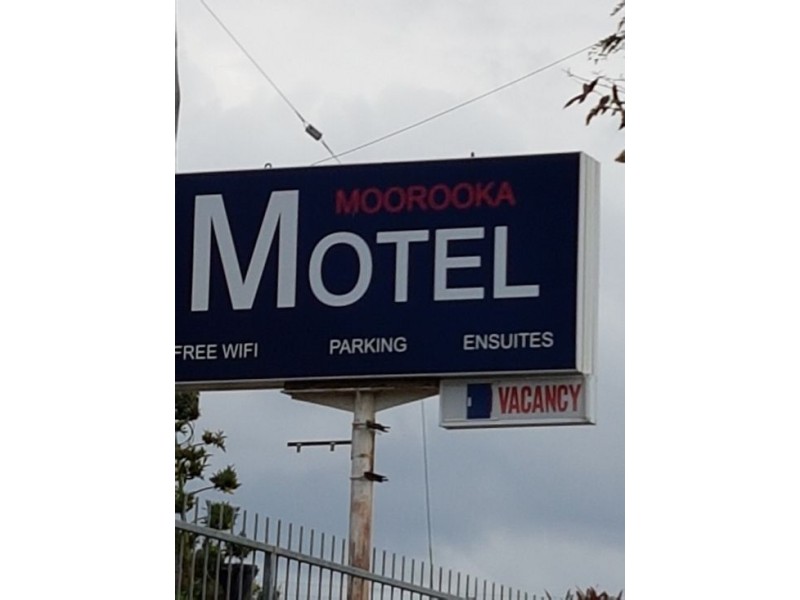 MOOROOKA
MOTEL
FREE WIFI PARKING ENSUITES
VACANCY